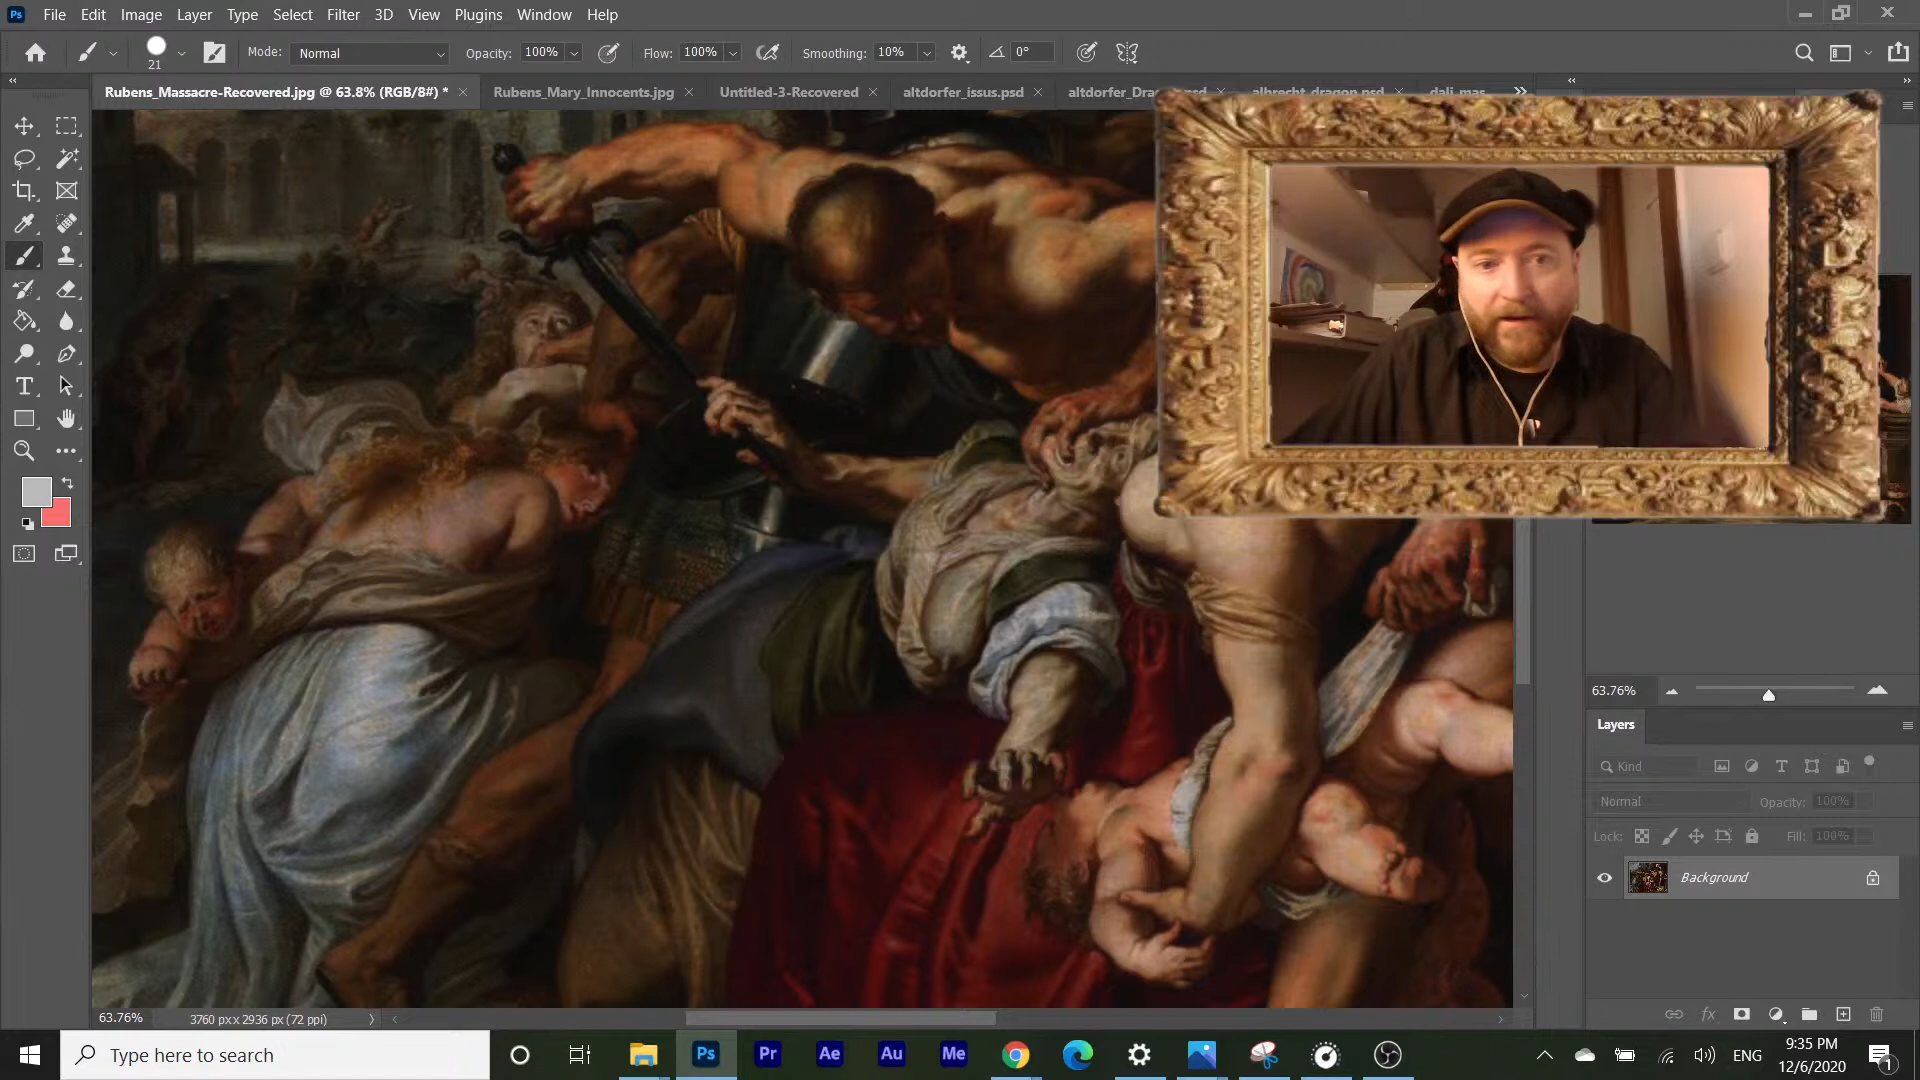 Ps File Edit Image Layer Type Select Filter 3D View Plugins Window Help
21 Mode: Normal Opacity: 100% Flow: 100% Smoothing: 10% 0°
Rubens_Massacre-Recovered.jpg @ 63.8% (RGB/8#) * Rubens_Mary_Innocents.jpg Untitled-3-Recovered altdorfer_issus.psd
63.76%
Layers
Kind
Normal Opacity: 100%
Lock: Fill: 100%
Background
63.76% 3760 px x 2936 px (72 ppi)
Type here to search Ps Pr Ae Au Me ENG 9:35 PM
12/6/2020 1